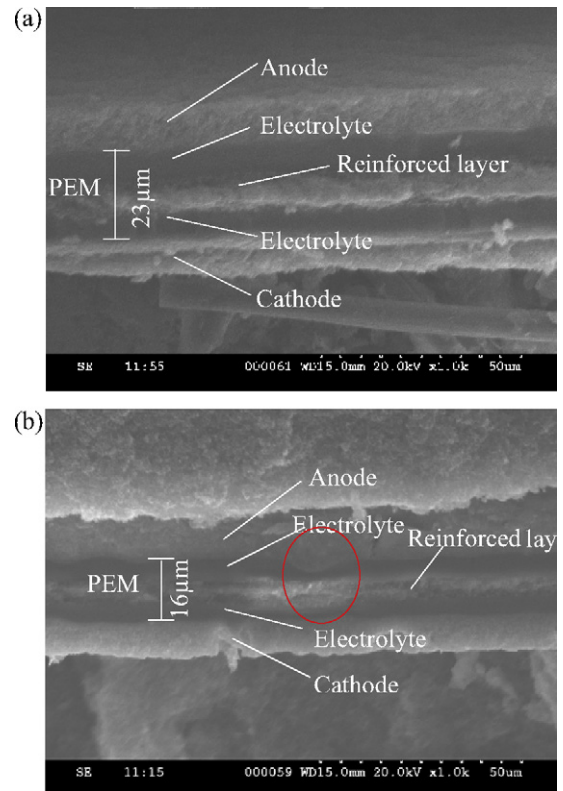 (a)
Anode
Electrolyte
Reinforced layer
PEM
23μm
Electrolyte
Cathode
SE 11:55 000061 WD15.0mm 20.0kV x1.0k 50um
(b)
Anode
Electrolyte
Reinforced lay
PEM
16μm
Electrolyte
Cathode
SE 11:15 000059 WD15.0mm 20.0kV x1.0k 50um